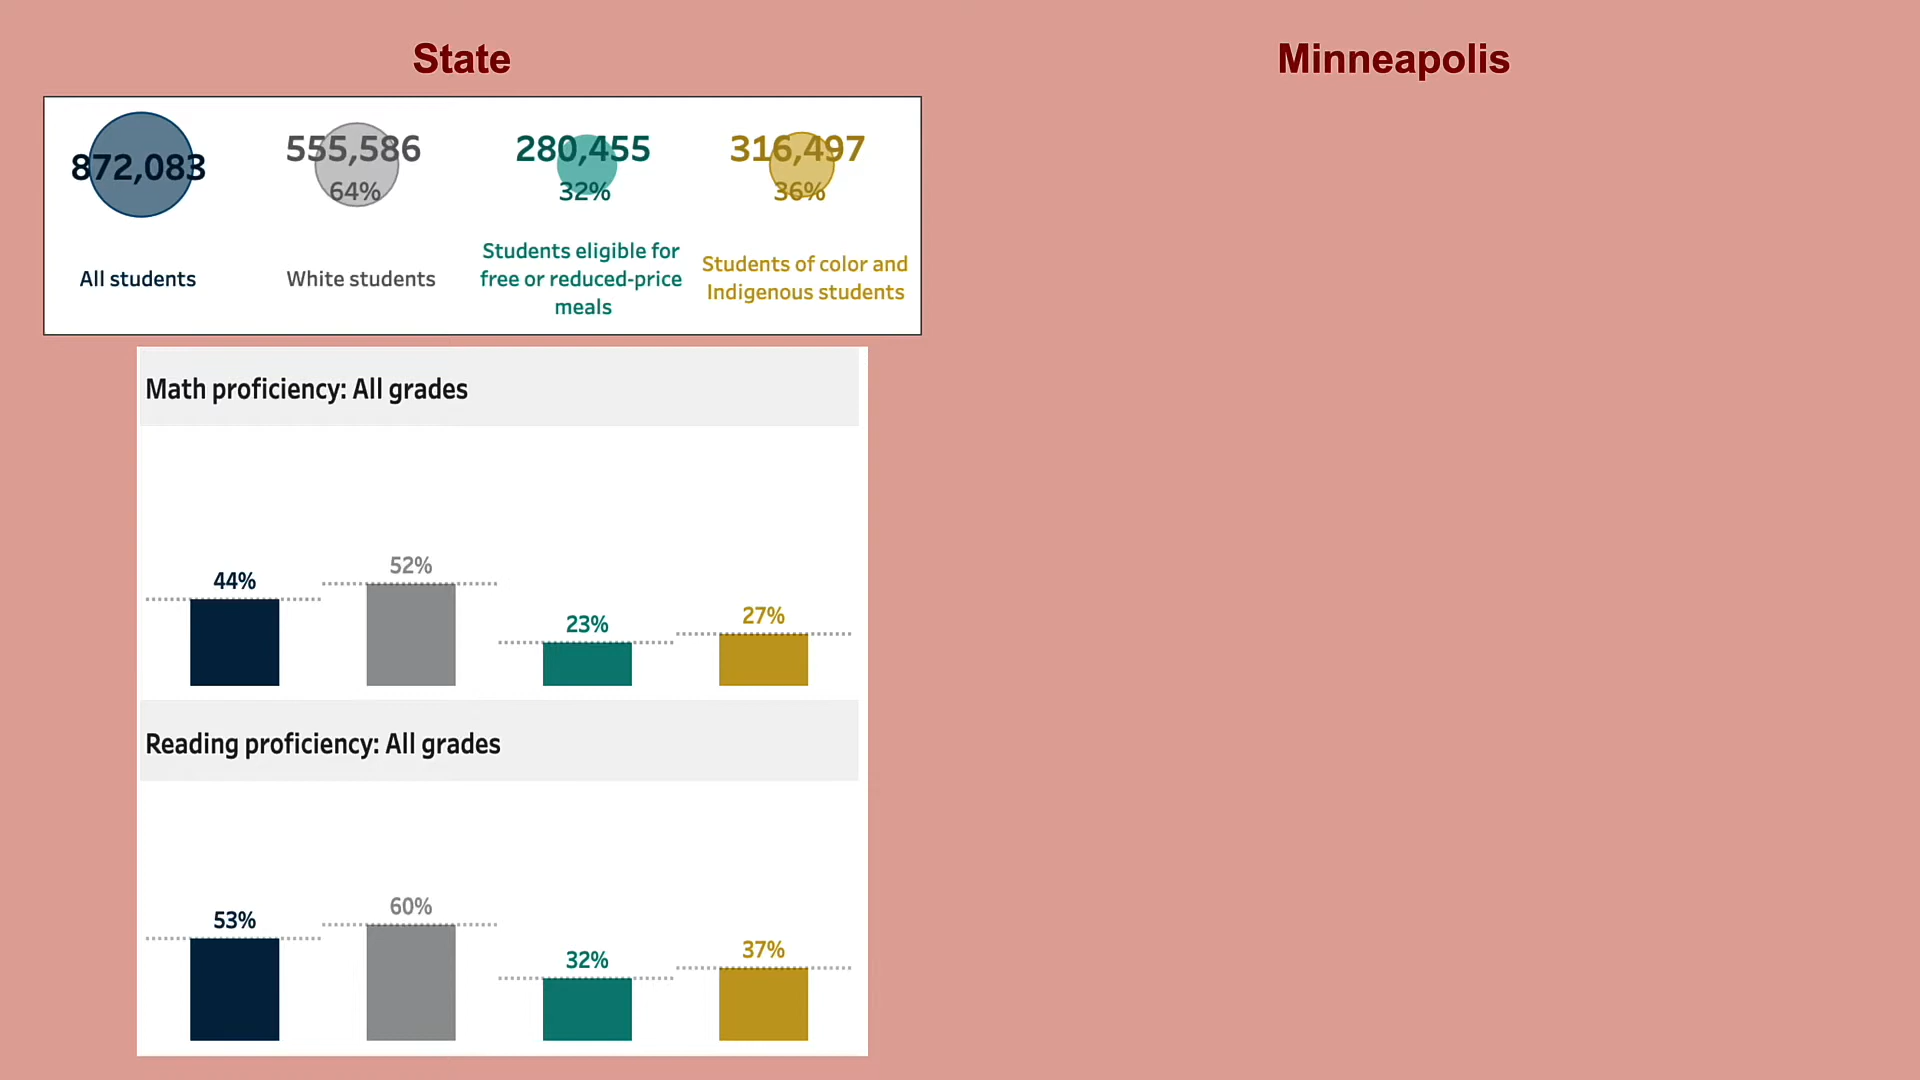 State
Minneapolis
872,083
555,586
280,455
316,497
64%
32%
36%
All students
White students
Students eligible for
free or reduced-price
meals
Students of color and
Indigenous students
Math proficiency: All grades
44%
52%
23%
27%
Reading proficiency: All grades
53%
60%
32%
37%